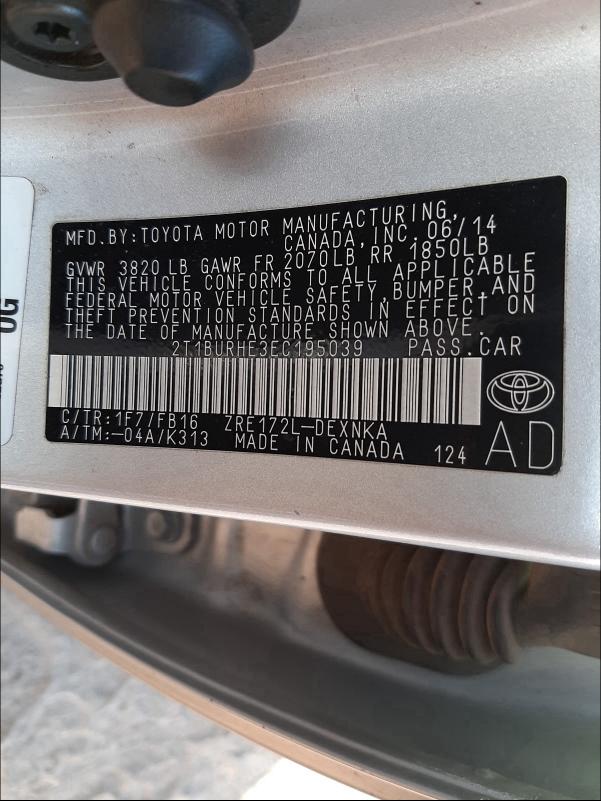 MFD.BY:TOYOTA MOTOR MANUFACTURING,
CANADA,INC.06/14
GVWR 3820LB GAWR FR 2070LB RR 1850LB
THIS VEHICLE CONFORMS TO ALL APPLICABLE
FEDERAL MOTOR VEHICLE SAFETY,BUMPER,AND
THEFT PREVENTION STANDARDS IN EFFECT ON
THE DATE OF MANUFACTURE SHOWN ABOVE.
2T1BURHE3EC195039 PASS.CAR
C/TR:1F7/FB16 ZRE172L-DEXNKA
A/TM:-04A/K313 MADE IN CANADA 124 AD